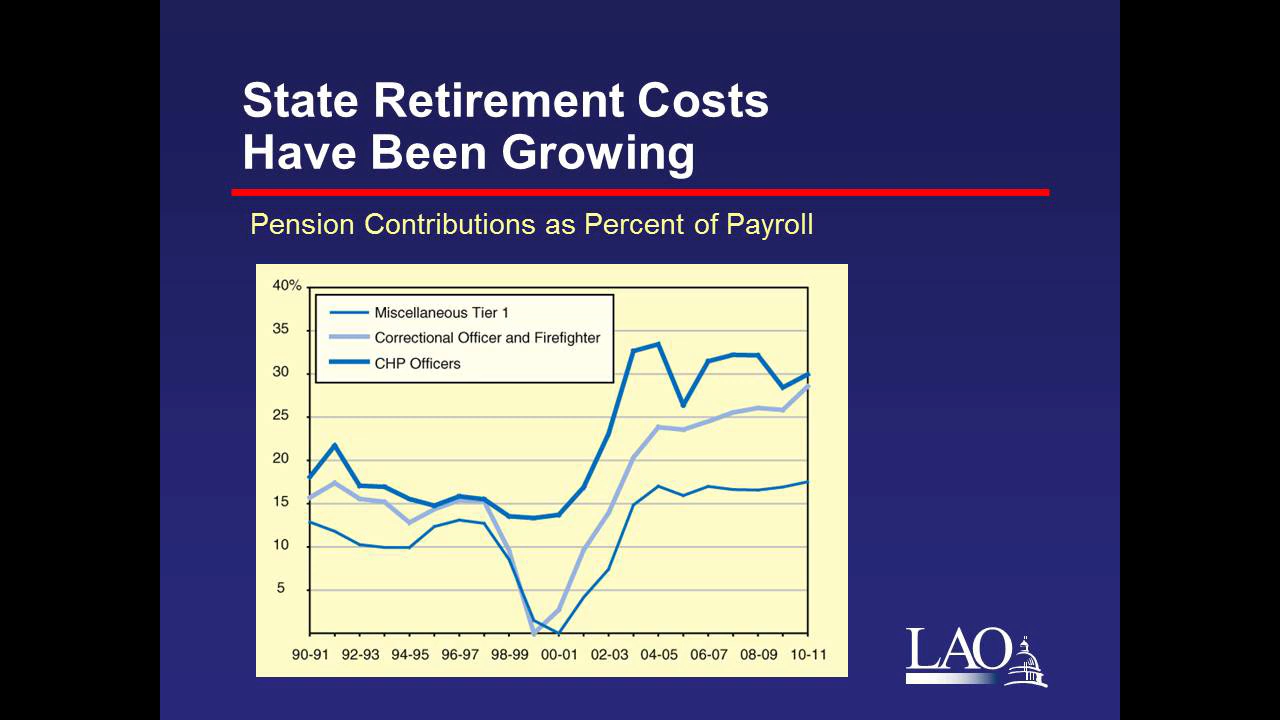 State Retirement Costs
Have Been Growing
Pension Contributions as Percent of Payroll
40%
35
30
25
20
15
10
5
Miscellaneous Tier 1
Correctional Officer and Firefighter
CHP Officers
90-91 92-93 94-95 96-97 98-99 00-01 02-03 04-05 06-07 08-09 10-11
LAO